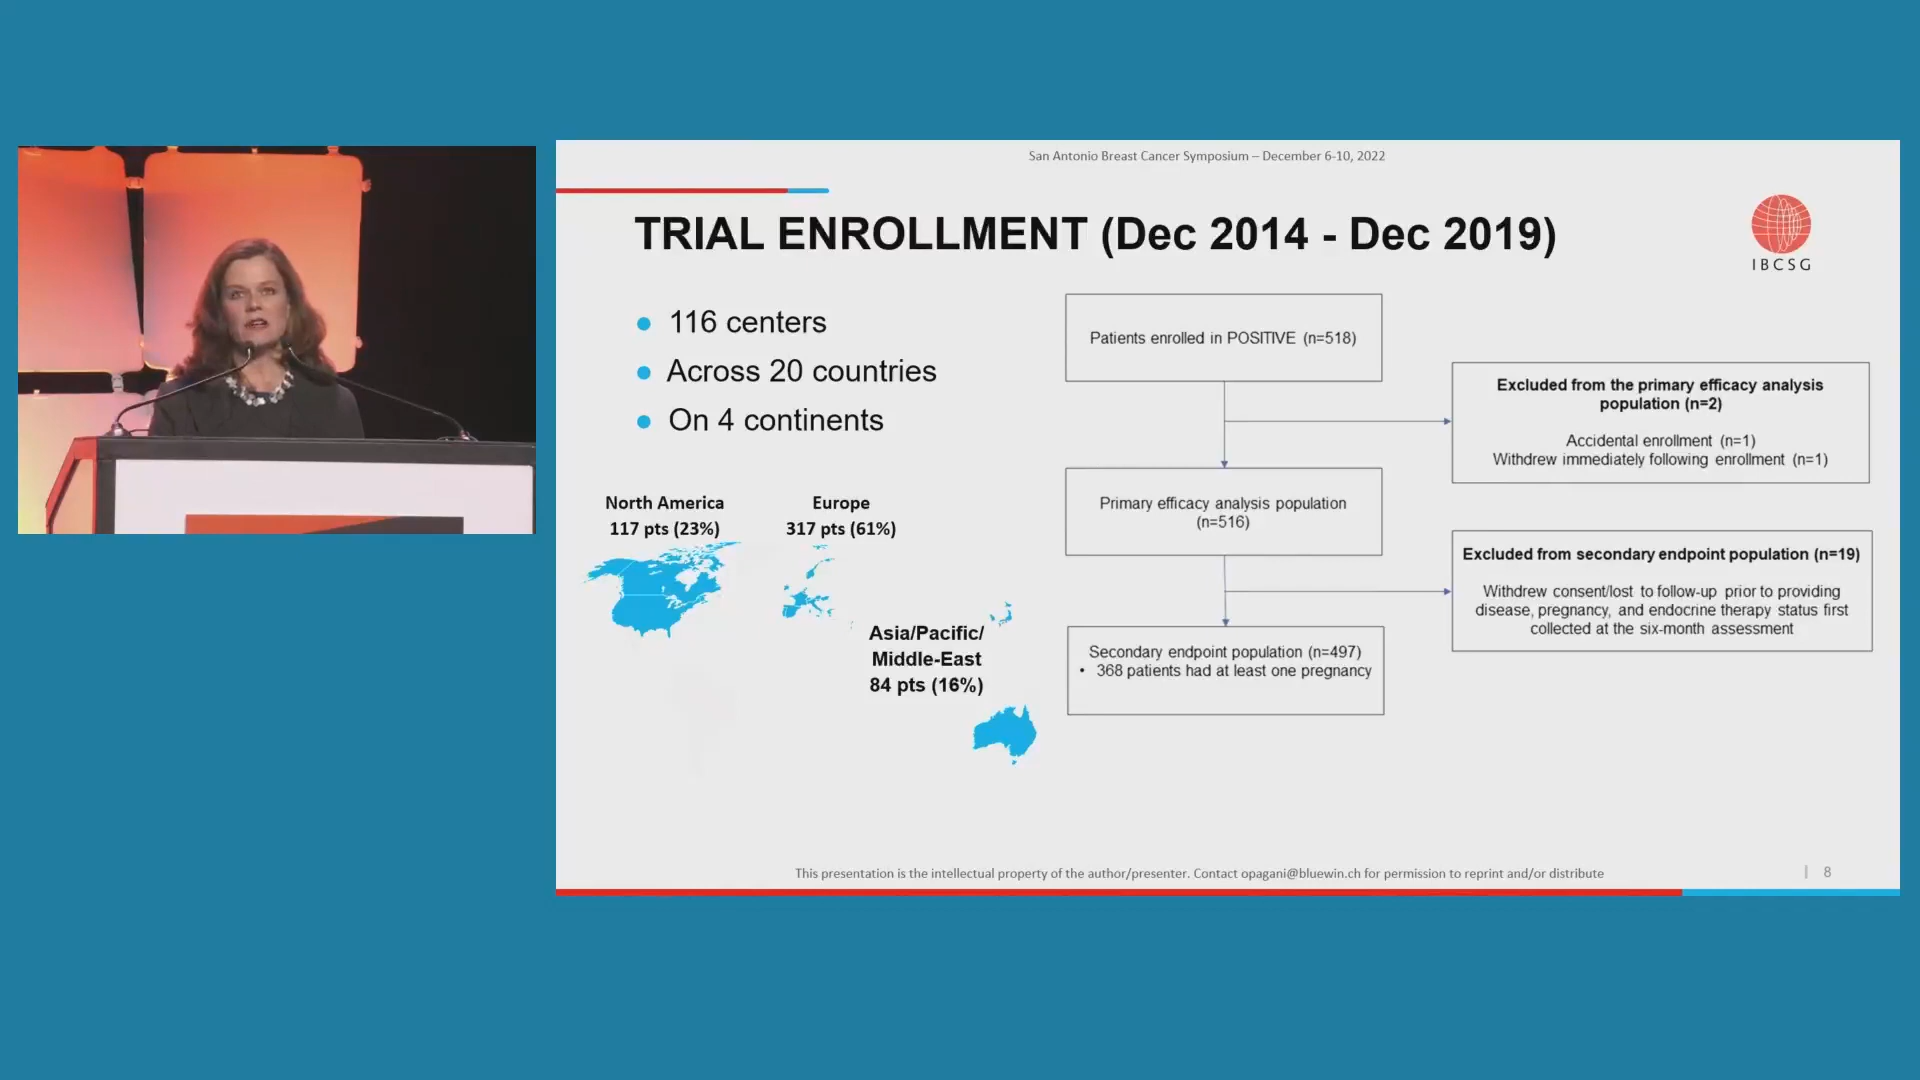 San Antonio Breast Cancer Symposium – December 6-10, 2022
TRIAL ENROLLMENT (Dec 2014 - Dec 2019)
IBCSG
116 centers
Across 20 countries
On 4 continents
North America
117 pts (23%)
Europe
317 pts (61%)
Asia/Pacific/
Middle-East
84 pts (16%)
Patients enrolled in POSITIVE (n=518)
Excluded from the primary efficacy analysis
population (n=2)
Accidental enrollment (n=1)
Withdrew immediately following enrollment (n=1)
Primary efficacy analysis population
(n=516)
Excluded from secondary endpoint population (n=19)
Withdrew consent/lost to follow-up prior to providing
disease, pregnancy, and endocrine therapy status first
collected at the six-month assessment
Secondary endpoint population (n=497)
• 368 patients had at least one pregnancy
This presentation is the intellectual property of the author/presenter. Contact opagani@bluewin.ch for permission to reprint and/or distribute
| 8